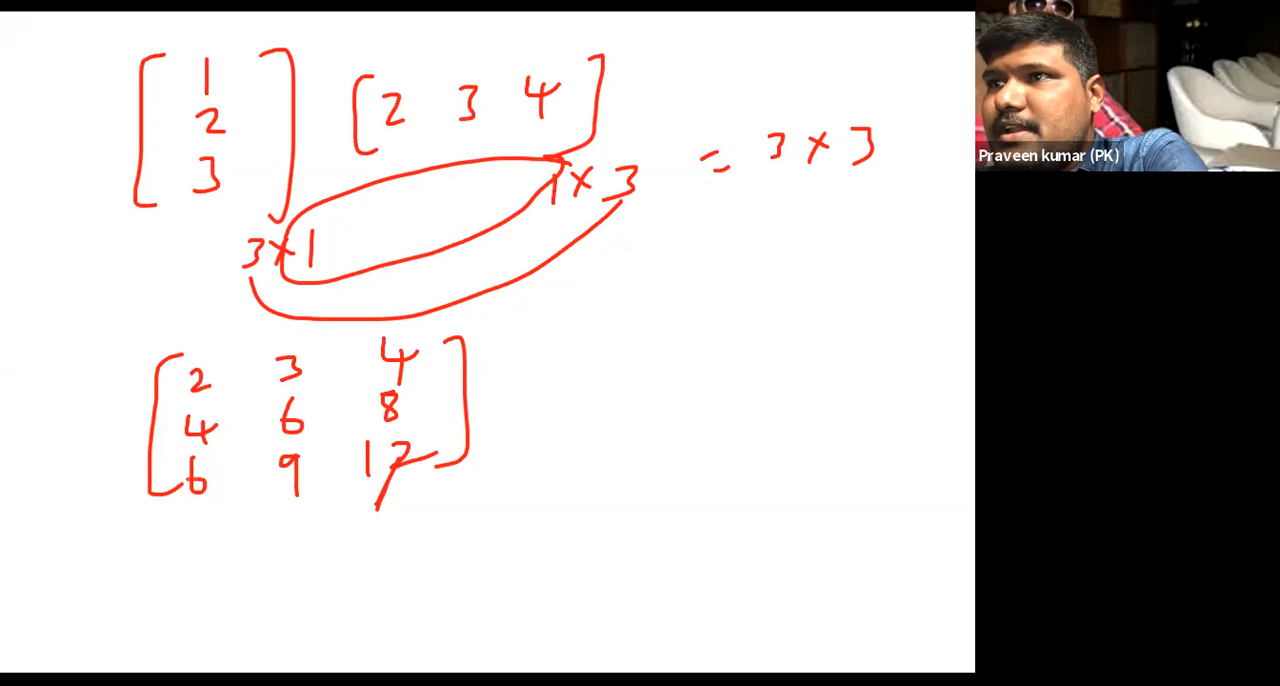 1
2
3
[ 2 3 4 ]
3 × 1
1 × 3
= 3 × 3
2 3 4
4 6 8
6 9 12
Praveen kumar (PK)